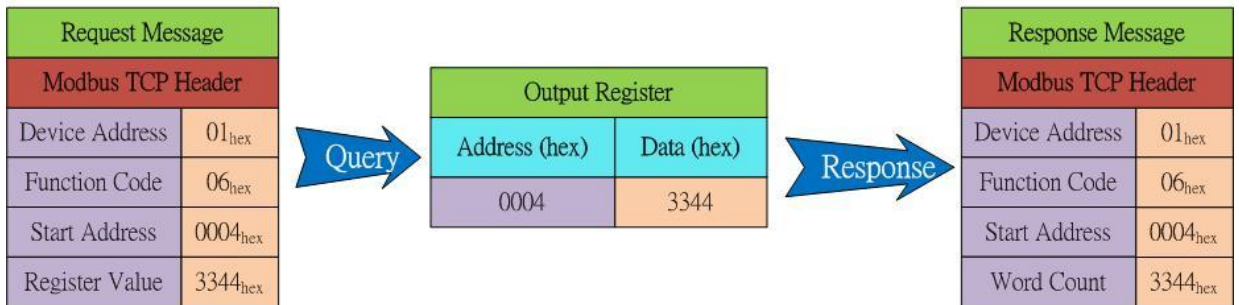 Request Message
Modbus TCP Header
Device Address 01hex
Function Code 06hex
Start Address 0004hex
Register Value 3344hex
Query
Output Register
Address (hex) Data (hex)
0004 3344
Response
Response Message
Modbus TCP Header
Device Address 01hex
Function Code 06hex
Start Address 0004hex
Word Count 3344hex